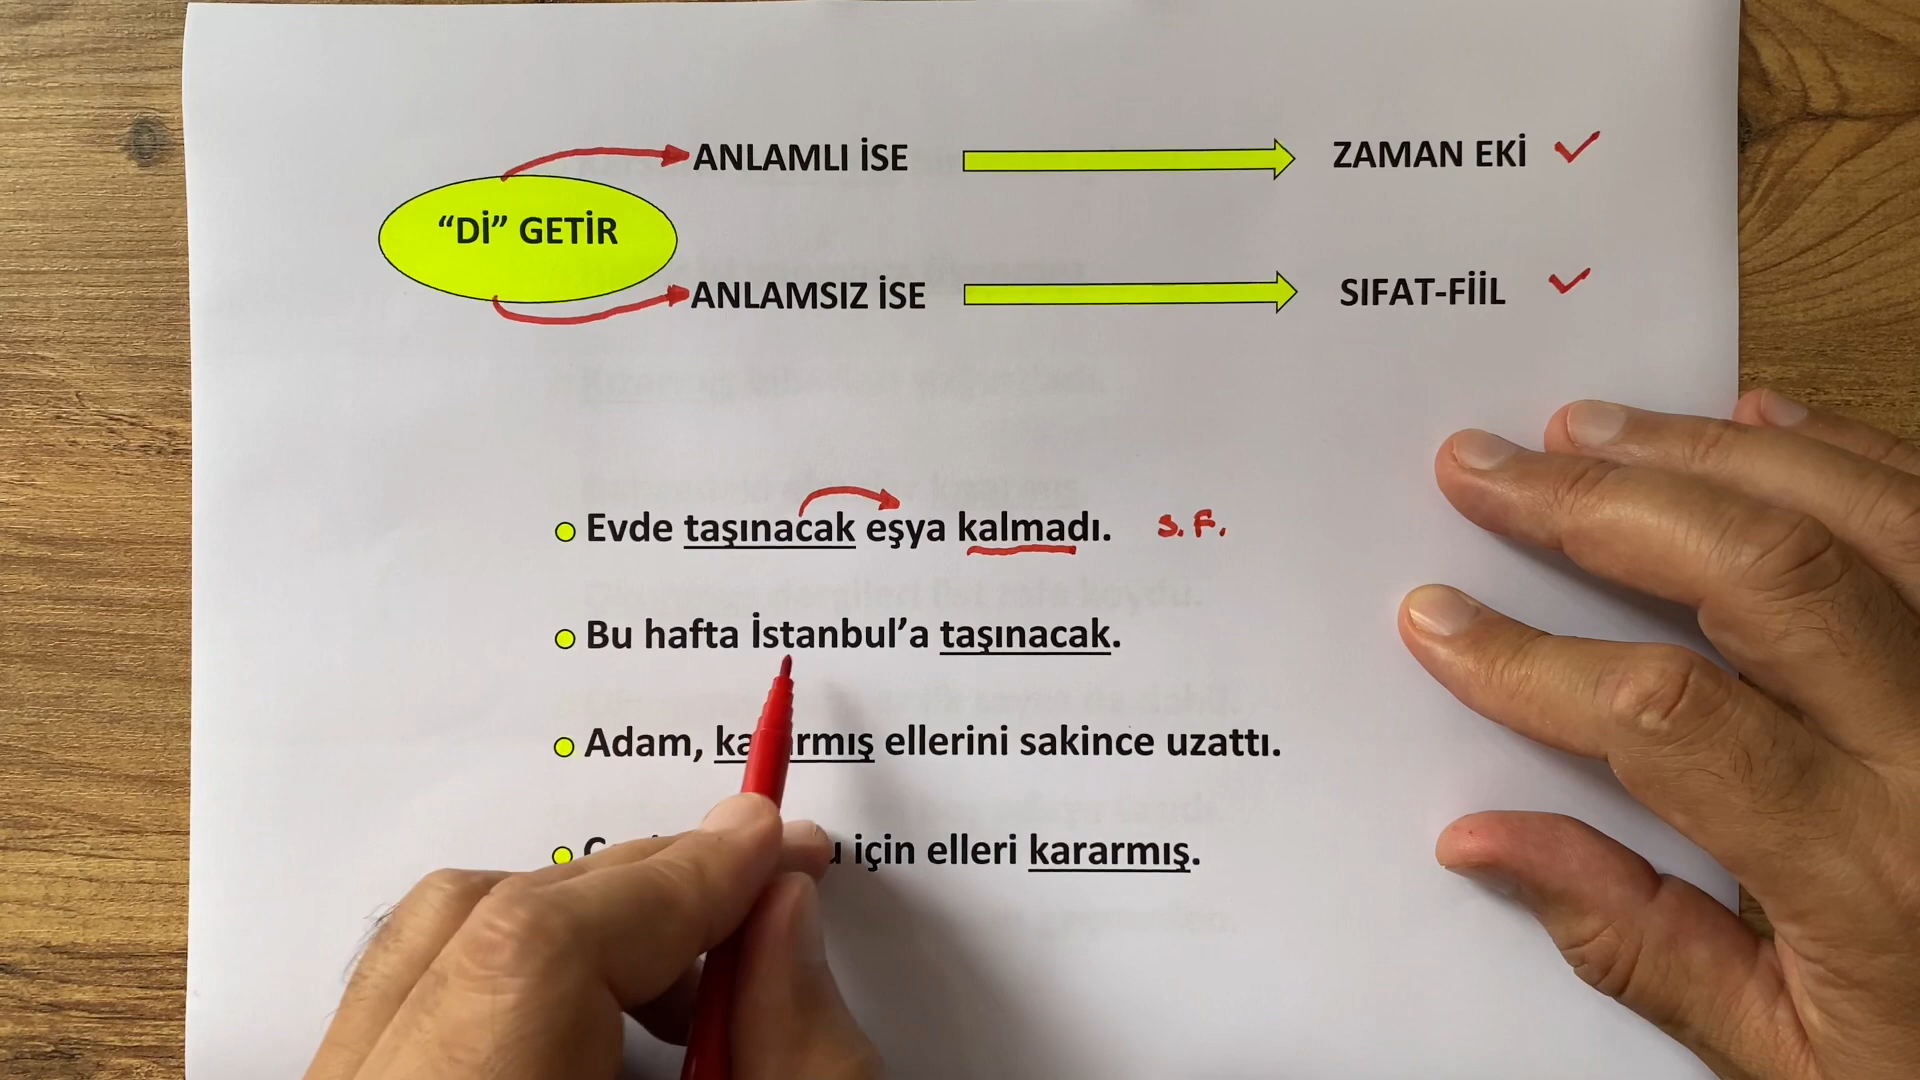 ANLAMLI İSE ZAMAN EKİ
"Dİ" GETİR
ANLAMSIZ İSE SIFAT-FİİL
Evde taşınacak eşya kalmadı. S.F.
Bu hafta İstanbul'a taşınacak.
Adam, kararmış ellerini sakince uzattı.
için elleri kararmış.